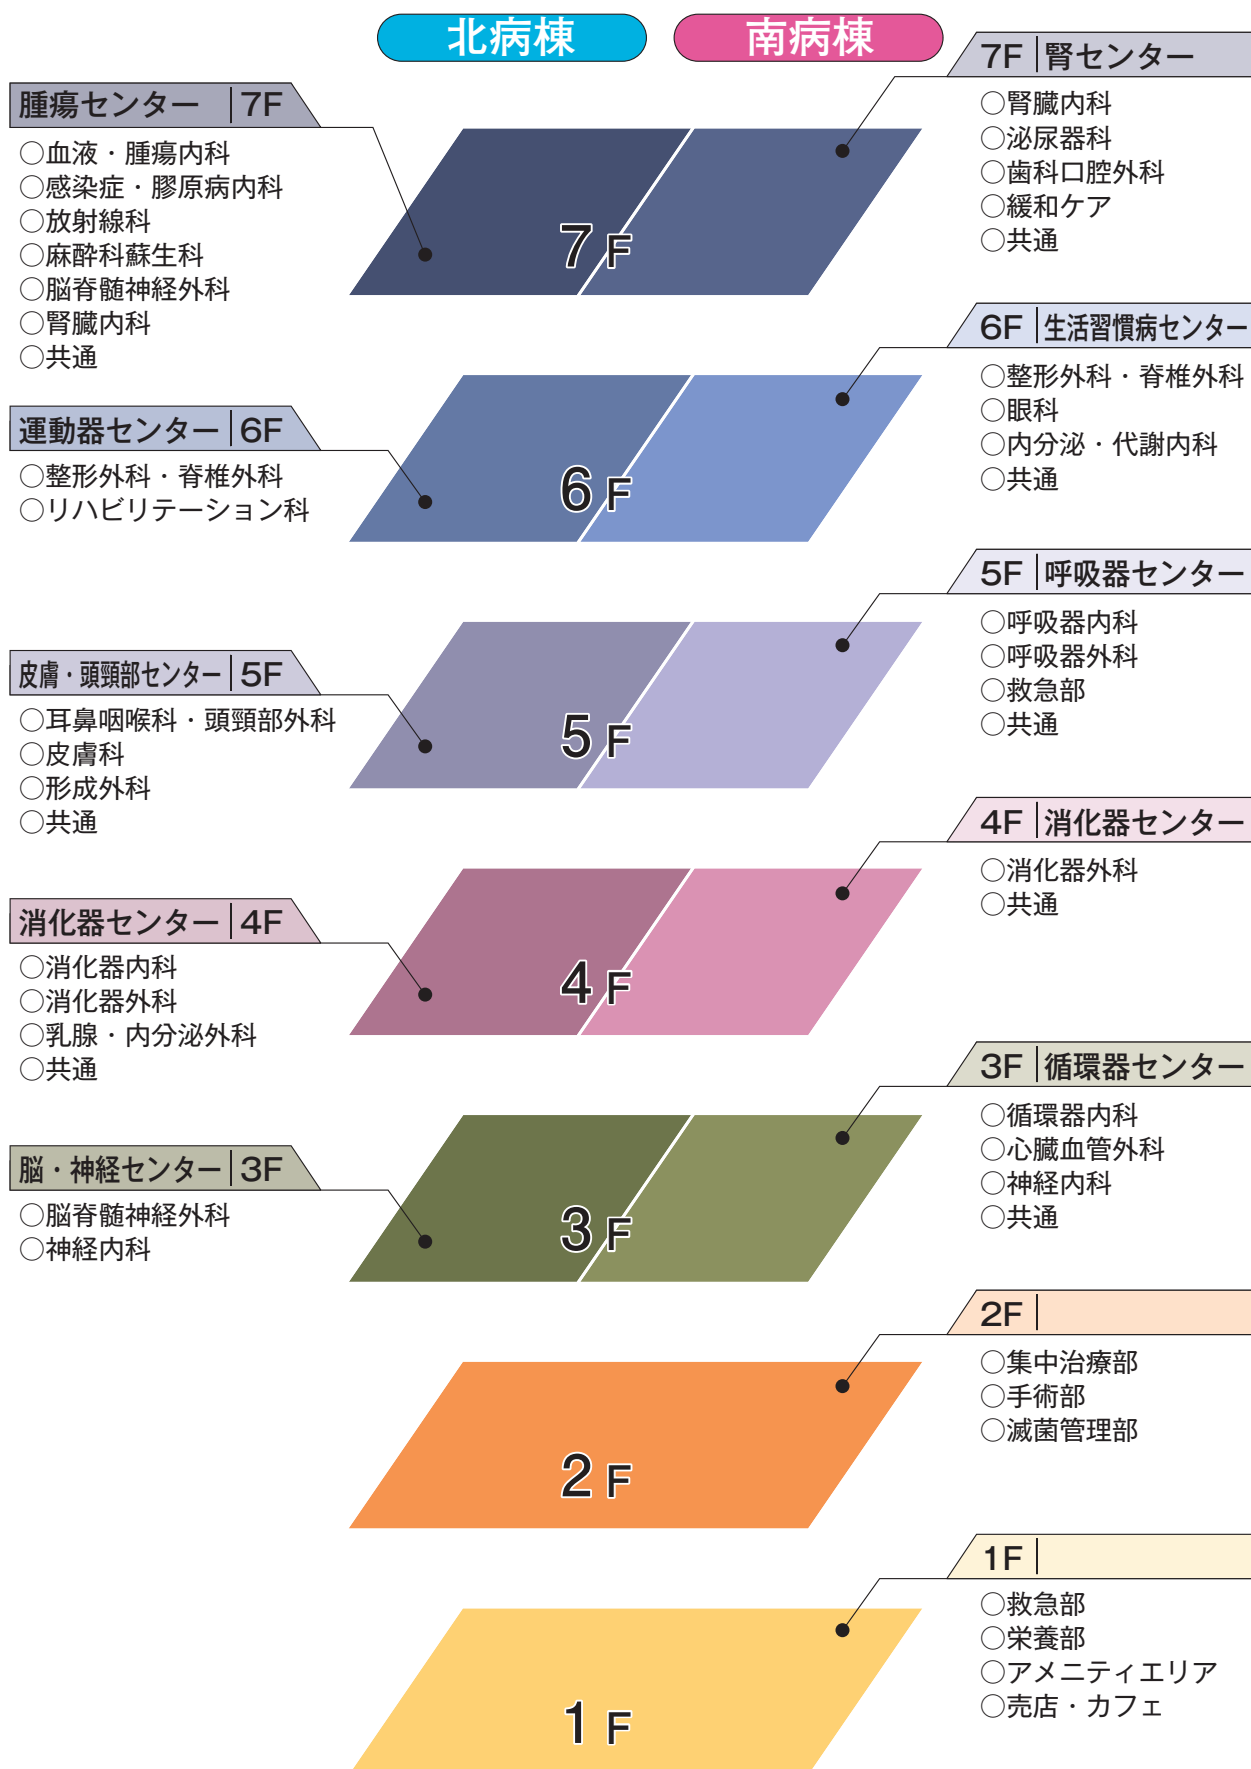 北病棟
南病棟
腫瘍センター 7F
○血液・腫瘍内科
○感染症・膠原病内科
○放射線科
○麻酔科蘇生科
○脳脊髄神経外科
○腎臓内科
○共通
7F 腎センター
○腎臓内科
○泌尿器科
○歯科口腔外科
○緩和ケア
○共通
7F
運動器センター 6F
○整形外科・脊椎外科
○リハビリテーション科
6F 生活習慣病センター
○整形外科・脊椎外科
○眼科
○内分泌・代謝内科
○共通
6F
皮膚・頭頸部センター 5F
○耳鼻咽喉科・頭頸部外科
○皮膚科
○形成外科
○共通
5F 呼吸器センター
○呼吸器内科
○呼吸器外科
○救急部
○共通
5F
消化器センター 4F
○消化器内科
○消化器外科
○乳腺・内分泌外科
○共通
4F 消化器センター
○消化器外科
○共通
4F
脳・神経センター 3F
○脳脊髄神経外科
○神経内科
3F 循環器センター
○循環器内科
○心臓血管外科
○神経内科
○共通
3F
2F
○集中治療部
○手術部
○滅菌管理部
2F
1F
○救急部
○栄養部
○アメニティエリア
○売店・カフェ
1F